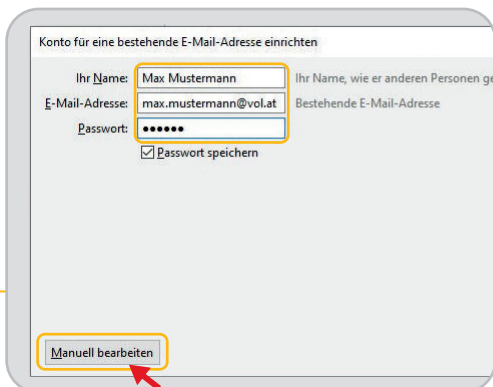 Konto für eine bestehende E-Mail-Adresse einrichten
Ihr Name: Max Mustermann Ihr Name, wie er anderen Personen ge
E-Mail-Adresse: max.mustermann@vol.at Bestehende E-Mail-Adresse
Passwort: ••••••
Passwort speichern
Manuell bearbeiten